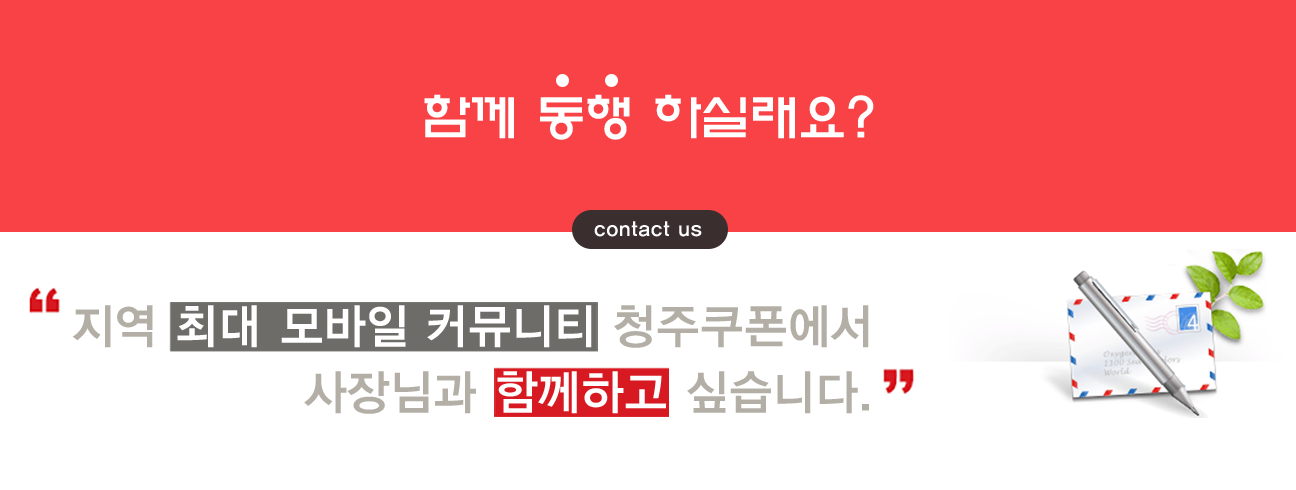 함께 동행 하실래요?
contact us
❝ 지역 최대 모바일 커뮤니티 청주쿠폰에서
사장님과 함께하고 싶습니다. ❞
4
World